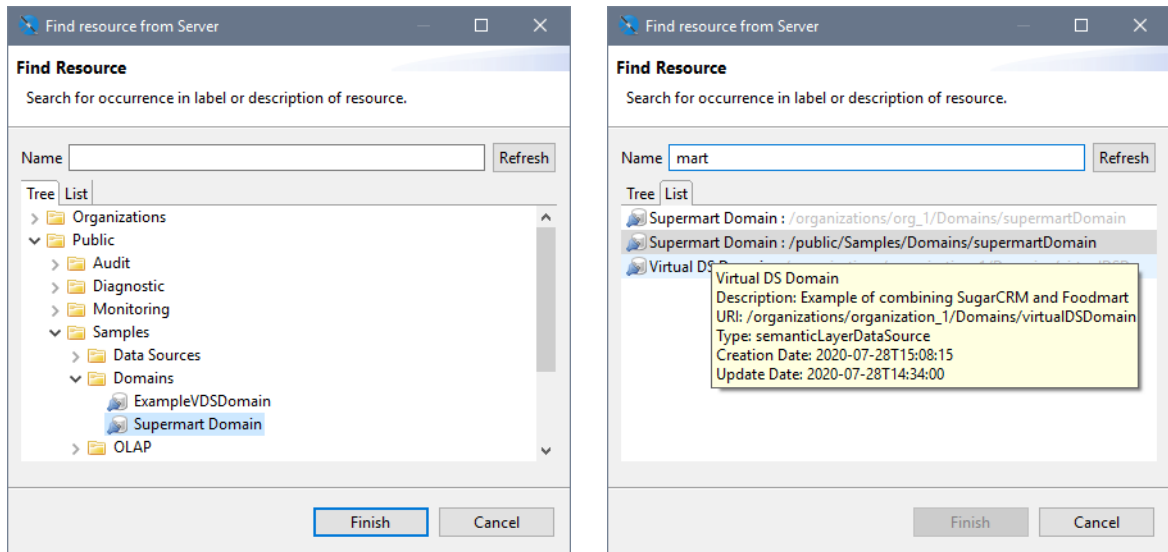 Find resource from Server
Find Resource
Search for occurrence in label or description of resource.
Name
Refresh
Tree List
Organizations
Public
Audit
Diagnostic
Monitoring
Samples
Data Sources
Domains
ExampleVDSDomain
Supermart Domain
OLAP
Finish Cancel
Find resource from Server
Find Resource
Search for occurrence in label or description of resource.
Name mart Refresh
Tree List
Supermart Domain : /organizations/org_1/Domains/supermartDomain
Supermart Domain : /public/Samples/Domains/supermartDomain
Virtual DS
Virtual DS Domain
Description: Example of combining SugarCRM and Foodmart
URI: /organizations/organization_1/Domains/virtualDSDomain
Type: semanticLayerDataSource
Creation Date: 2020-07-28T15:08:15
Update Date: 2020-07-28T14:34:00
Finish Cancel